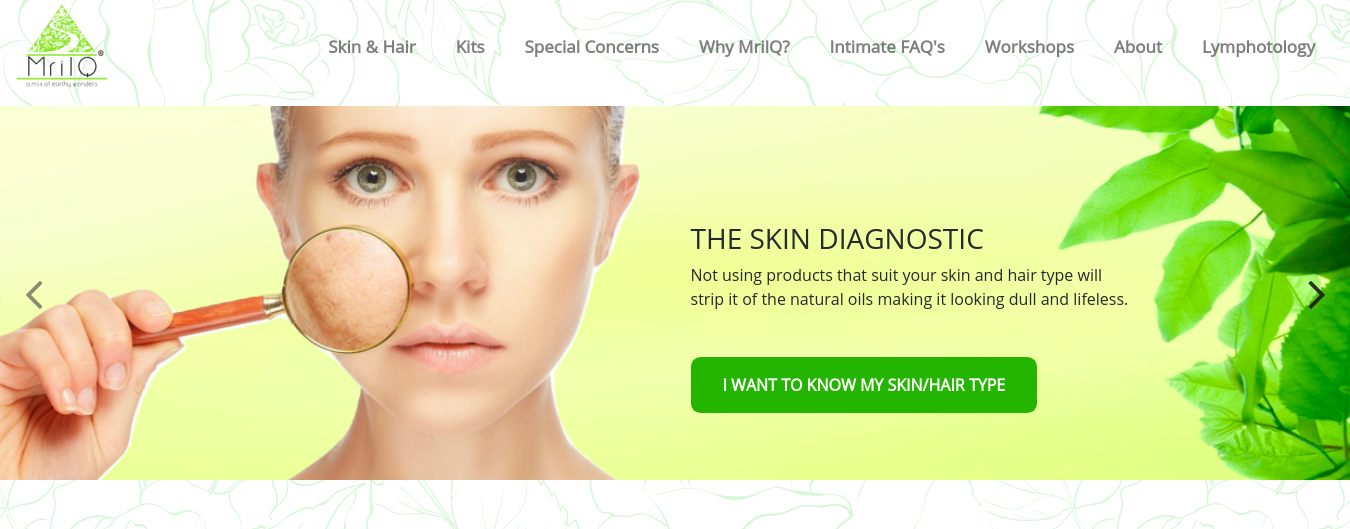 MrilQ®
a mix of earthy wonders
Skin & Hair
Kits
Special Concerns
Why MrilQ?
Intimate FAQ's
Workshops
About
Lymphotology
THE SKIN DIAGNOSTIC
Not using products that suit your skin and hair type will
strip it of the natural oils making it looking dull and lifeless.
I WANT TO KNOW MY SKIN/HAIR TYPE